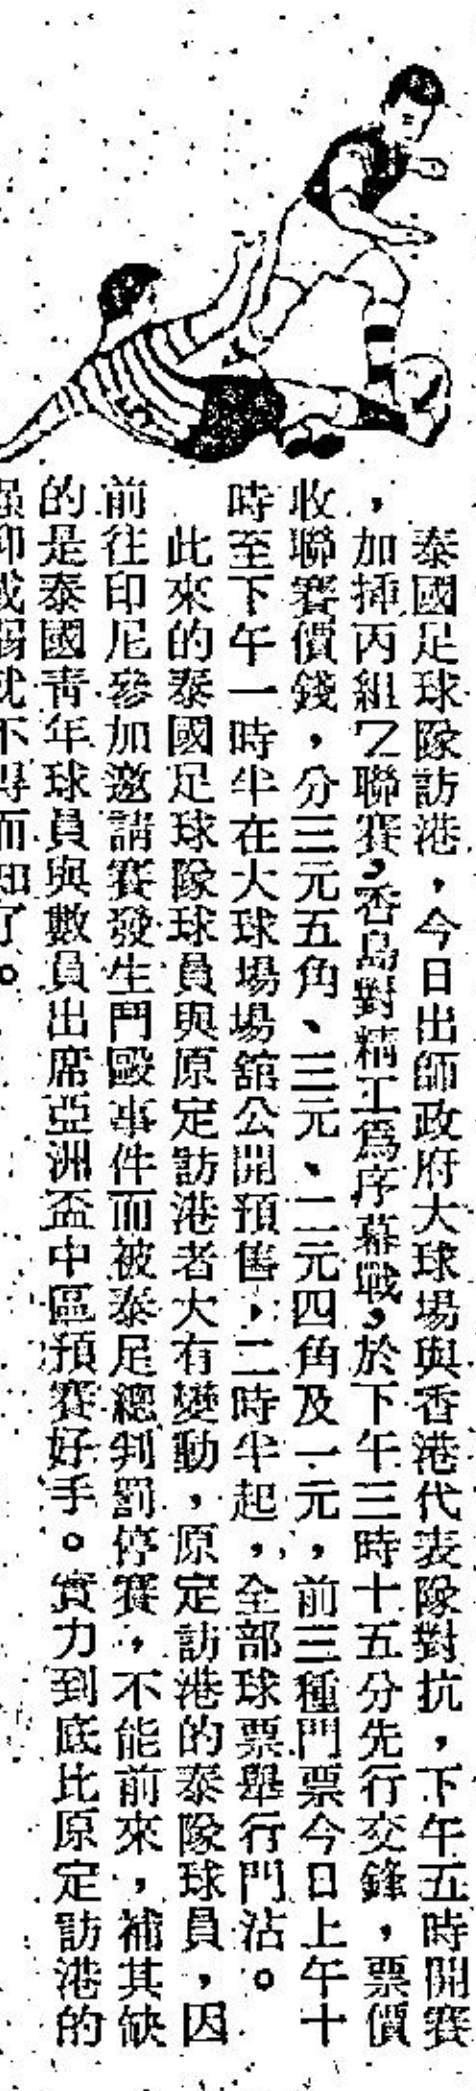 泰國足球隊訪港，今日出師政府大球場與香港代表隊對抗，下午五時開賽
，加揷丙組乙聯賽，香島對精工爲序幕戰，於下午三時十五分先行交鋒，票價
收聯賽價錢，分三元五角、三元、二元四角及一元，前三種門票今日上午十
時至下午一時半在大球場場館公開預售，二時半起，全部球票舉行門沽。
此來的泰國足球隊球員與原定訪港者大有變動，原定訪港的泰隊球員，因
前往印尼參加邀請賽發生鬥毆事件而被泰足總判罰停賽，不能前來，補其缺
的是泰國靑年球員與數員出席亞洲盃中區預賽好手。實力到底比原定訪港的
強抑或弱就不得而知了。